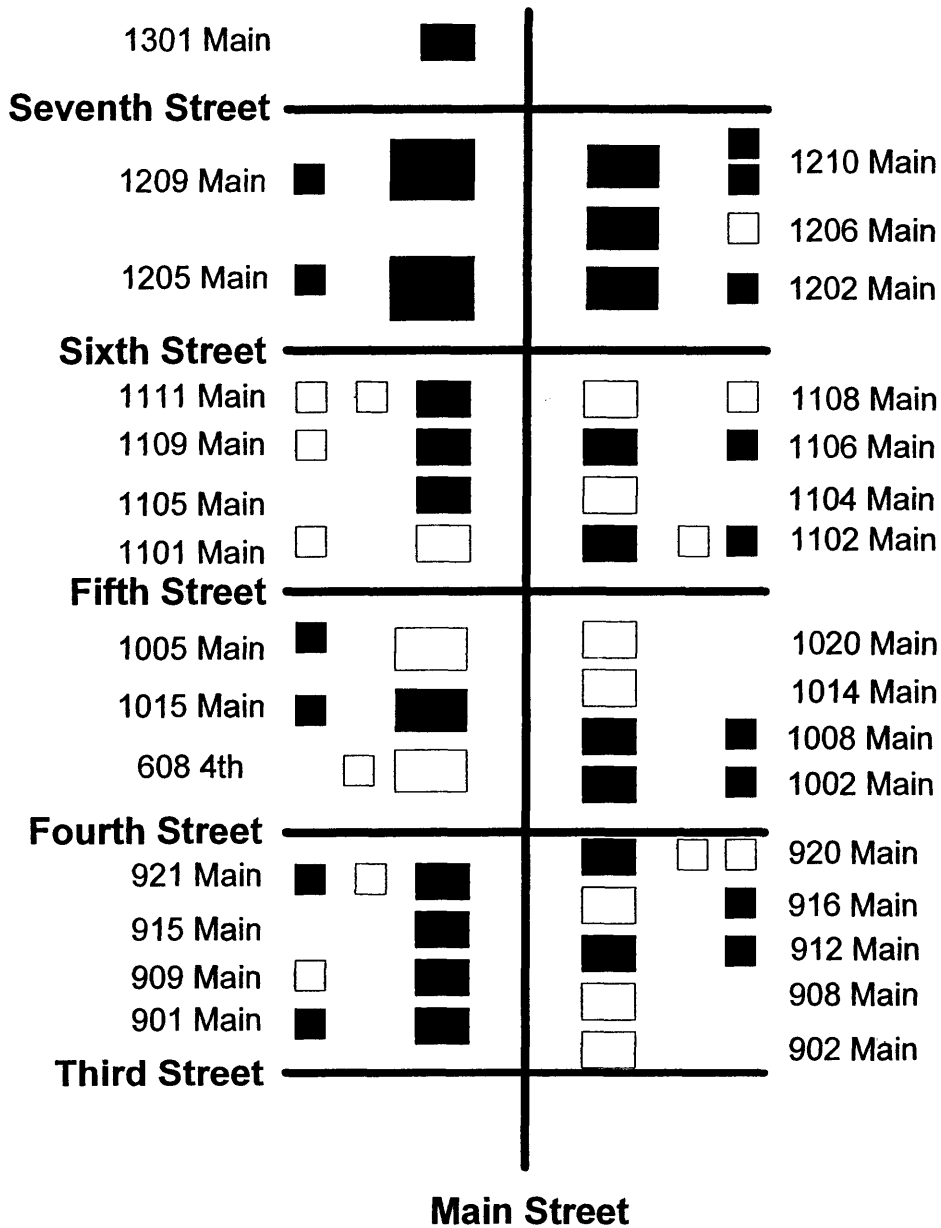 1301 Main
Seventh Street
1209 Main
1210 Main
1206 Main
1205 Main
1202 Main
Sixth Street
1111 Main
1108 Main
1109 Main
1106 Main
1105 Main
1104 Main
1101 Main
1102 Main
Fifth Street
1005 Main
1020 Main
1015 Main
1014 Main
1008 Main
608 4th
1002 Main
Fourth Street
920 Main
921 Main
916 Main
915 Main
912 Main
909 Main
908 Main
901 Main
902 Main
Third Street
Main Street